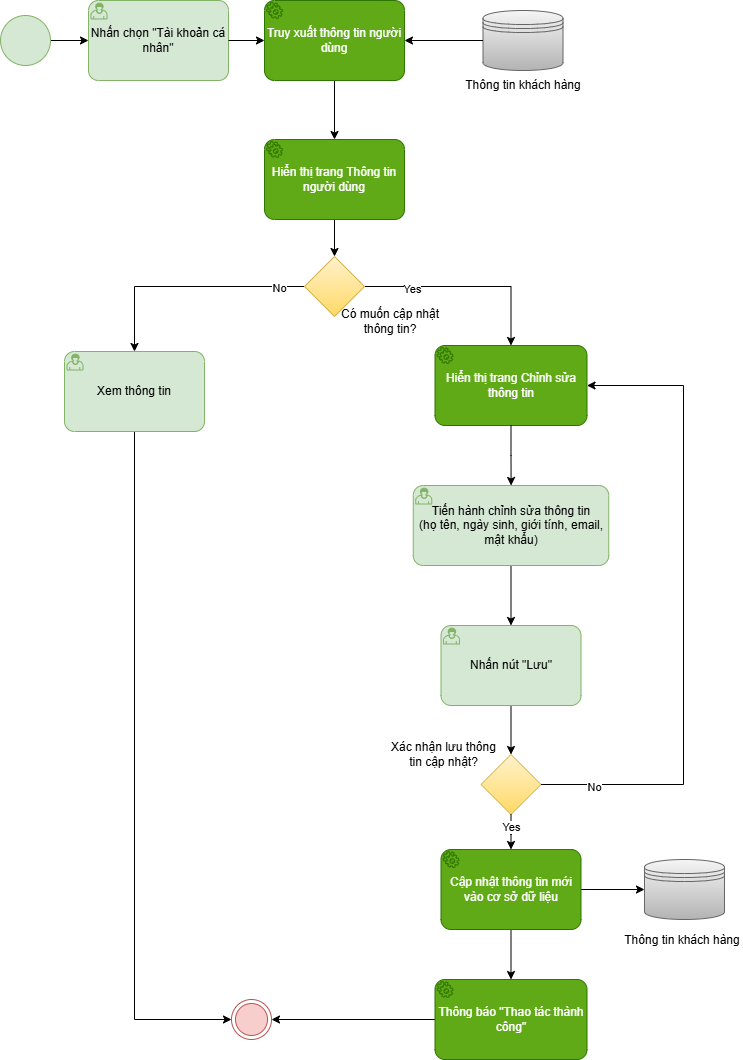 Nhấn chọn "Tài khoản cá
nhân"
Truy xuất thông tin người
dùng
Thông tin khách hàng
Hiển thị trang Thông tin
người dùng
No
Yes
Có muốn cập nhật
thông tin?
Xem thông tin
Hiển thị trang Chỉnh sửa
thông tin
Tiến hành chỉnh sửa thông tin
(họ tên, ngày sinh, giới tính, email,
mật khẩu)
Nhấn nút "Lưu"
Xác nhận lưu thông
tin cập nhật?
No
Yes
Cập nhật thông tin mới
vào cơ sở dữ liệu
Thông tin khách hàng
Thông báo "Thao tác thành
công"